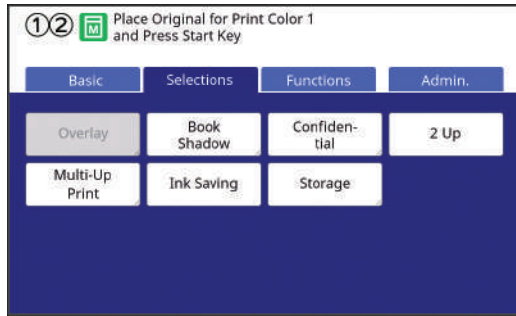 ①② M Place Original for Print Color 1
and Press Start Key
Basic Selections Functions Admin.
Overlay Book Shadow Confiden-tial 2 Up
Multi-Up Print Ink Saving Storage